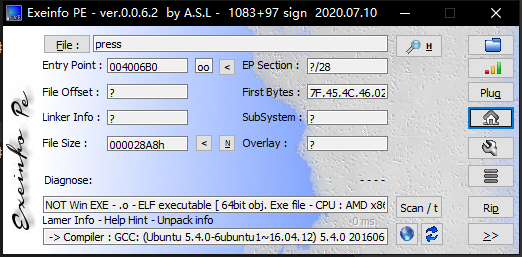 Exeinfo PE - ver.0.0.6.2 by A.S.L - 1083+97 sign 2020.07.10
File : press H
Entry Point : 004006B0 oo < EP Section : ?/28
File Offset : ? First Bytes : 7F.45.4C.46.02
Linker Info : ? SubSystem : ?
File Size : 000028A8h < N Overlay : ?
Diagnose: - - - -
NOT Win EXE - .o - ELF executable [ 64bit obj. Exe file - CPU : AMD x86 Scan / t
Lamer Info - Help Hint - Unpack info 0 ms.
-> Compiler : GCC: (Ubuntu 5.4.0-6ubuntu1~16.04.12) 5.4.0 201606
Exeinfo Pe
Plug
Rip
>>